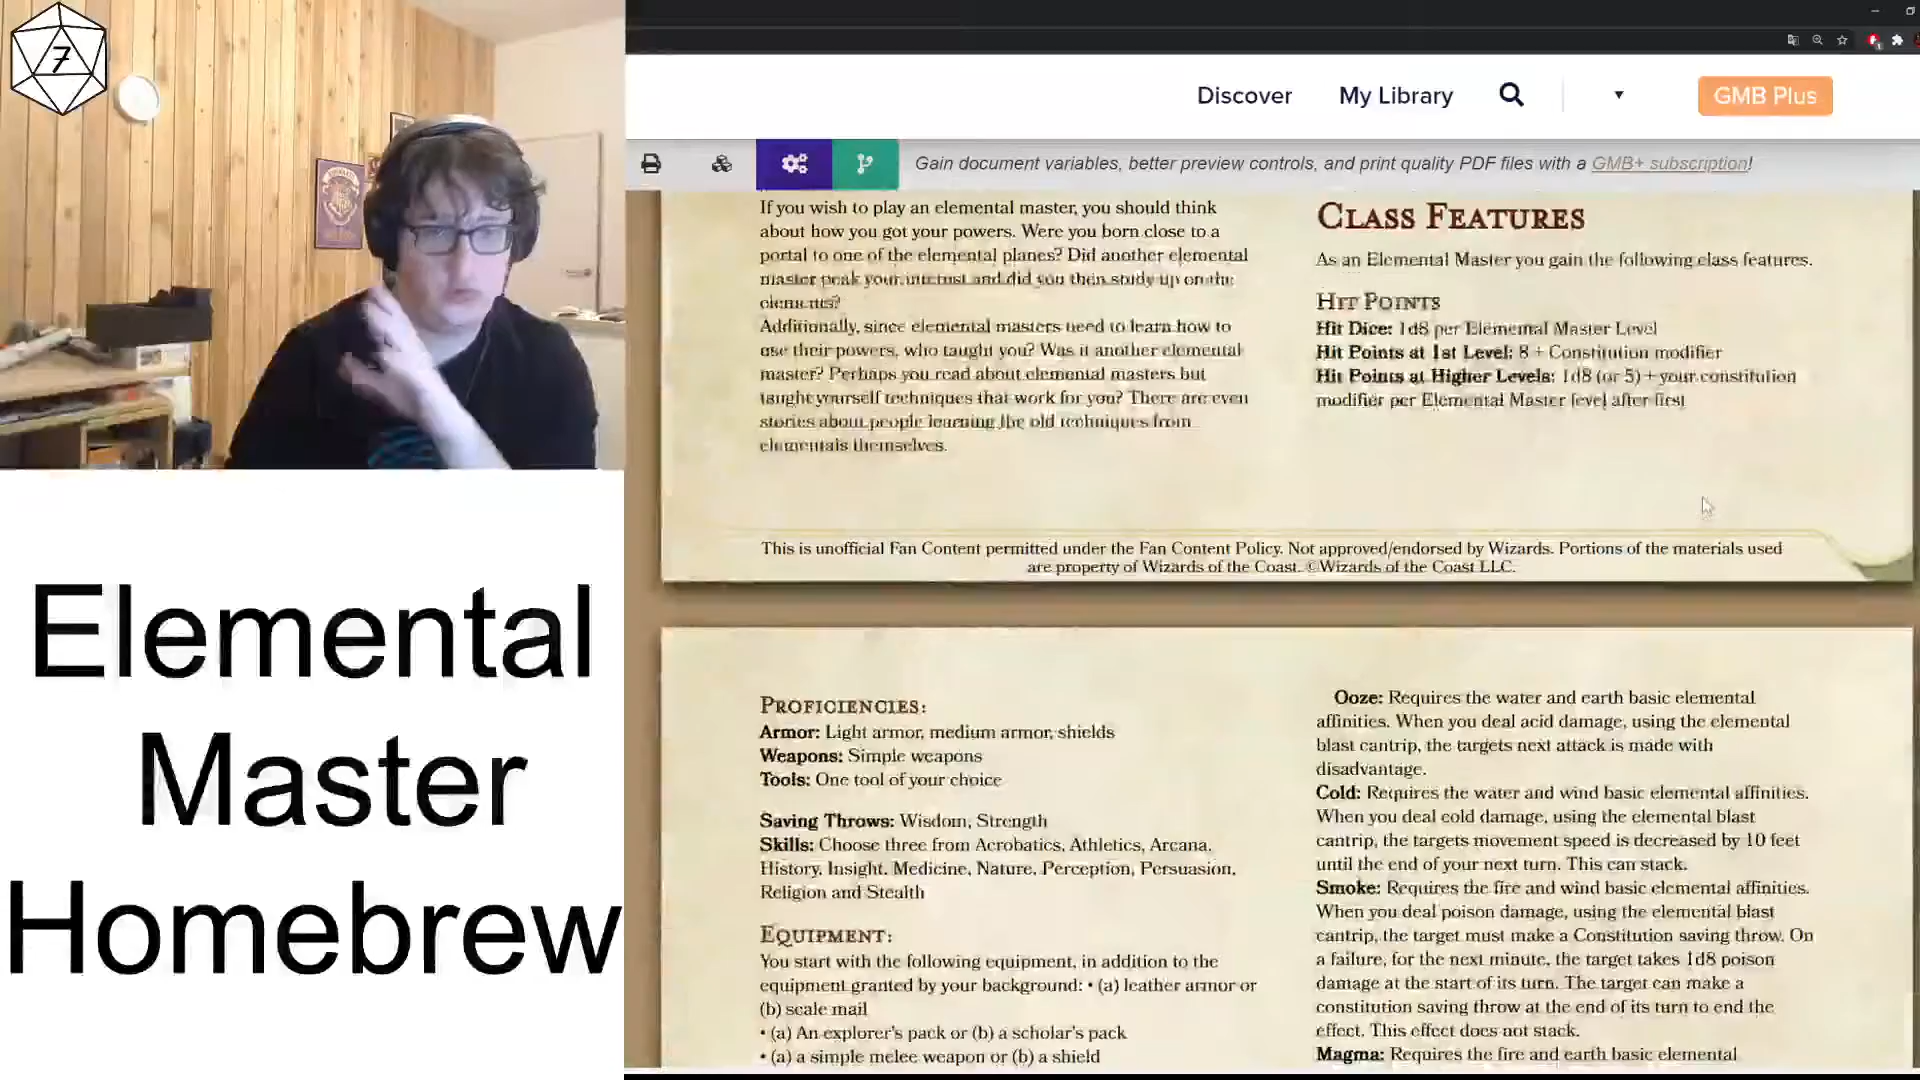 7
Discover My Library GMB Plus
Gain document variables, better preview controls, and print quality PDF files with a GMB+ subscription!
If you wish to play an elemental master, you should think
about how you got your powers. Were you born close to a
portal to one of the elemental planes? Did another elemental
master peak your interest and did you then study up on the
elements?
Additionally, since elemental masters need to learn how to
use their powers, who taught you? Was it another elemental
master? Perhaps you read about elemental masters but
taught yourself techniques that work for you? There are even
stories about people learning the old techniques from
elementals themselves.
Class Features
As an Elemental Master you gain the following class features.
Hit Points
Hit Dice: 1d8 per Elemental Master Level
Hit Points at 1st Level: 8 + Constitution modifier
Hit Points at Higher Levels: 1d8 (or 5) + your constitution
modifier per Elemental Master level after first
This is unofficial Fan Content permitted under the Fan Content Policy. Not approved/endorsed by Wizards. Portions of the materials used
are property of Wizards of the Coast. ©Wizards of the Coast LLC.
Proficiencies:
Armor: Light armor, medium armor, shields
Weapons: Simple weapons
Tools: One tool of your choice
Saving Throws: Wisdom, Strength
Skills: Choose three from Acrobatics, Athletics, Arcana,
History, Insight, Medicine, Nature, Perception, Persuasion,
Religion and Stealth
Equipment:
You start with the following equipment, in addition to the
equipment granted by your background: • (a) leather armor or
(b) scale mail
• (a) An explorer's pack or (b) a scholar's pack
• (a) a simple melee weapon or (b) a shield
Ooze: Requires the water and earth basic elemental
affinities. When you deal acid damage, using the elemental
blast cantrip, the targets next attack is made with
disadvantage.
Cold: Requires the water and wind basic elemental affinities.
When you deal cold damage, using the elemental blast
cantrip, the targets movement speed is decreased by 10 feet
until the end of your next turn. This can stack.
Smoke: Requires the fire and wind basic elemental affinities.
When you deal poison damage, using the elemental blast
cantrip, the target must make a Constitution saving throw. On
a failure, for the next minute, the target takes 1d8 poison
damage at the start of its turn. The target can make a
constitution saving throw at the end of its turn to end the
effect. This effect does not stack.
Magma: Requires the fire and earth basic elemental
Elemental
Master
Homebrew